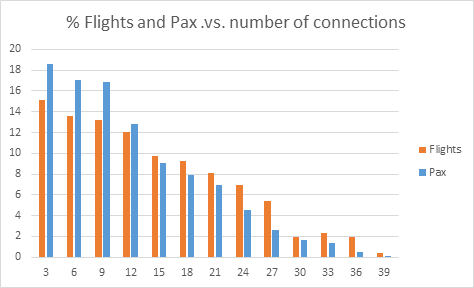 % Flights and Pax .vs. number of connections
20
18
16
14
12
10
8
6
4
2
0
3 6 9 12 15 18 21 24 27 30 33 36 39
Flights
Pax